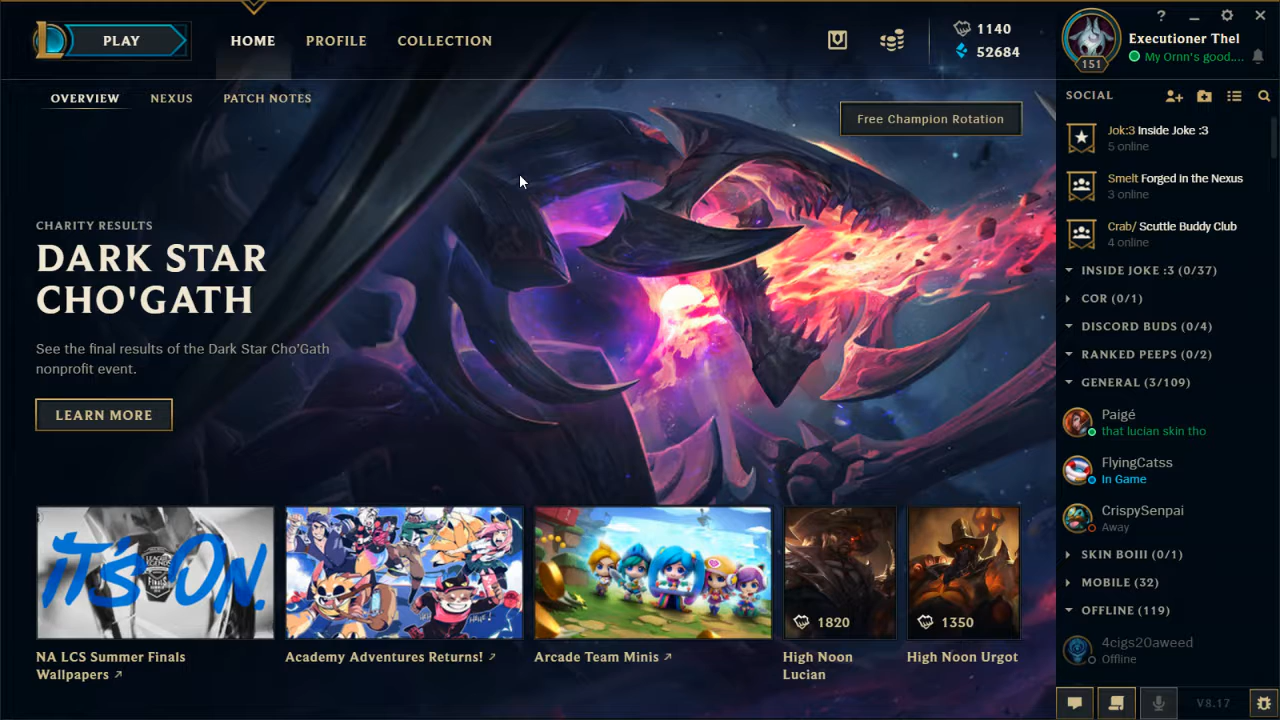 PLAY
HOME
PROFILE
COLLECTION
1140
52684
?
151
Executioner Thel
My Ornn's good....
OVERVIEW
NEXUS
PATCH NOTES
Free Champion Rotation
CHARITY RESULTS
DARK STAR
CHO'GATH
See the final results of the Dark Star Cho'Gath
nonprofit event.
LEARN MORE
IT'S ON.
LEAGUE LEGENDS
FINALS
1820
1350
NA LCS Summer Finals
Wallpapers
Academy Adventures Returns!
Arcade Team Minis
High Noon
Lucian
High Noon Urgot
SOCIAL
Jok:3 Inside Joke :3
5 online
Smelt Forged in the Nexus
3 online
Crab/ Scuttle Buddy Club
4 online
INSIDE JOKE :3 (0/37)
COR (0/1)
DISCORD BUDS (0/4)
RANKED PEEPS (0/2)
GENERAL (3/109)
Paigé
that lucian skin tho
FlyingCatss
In Game
CrispySenpai
Away
SKIN BOIII (0/1)
MOBILE (32)
OFFLINE (119)
4cigs20aweed
Offline
V8.17